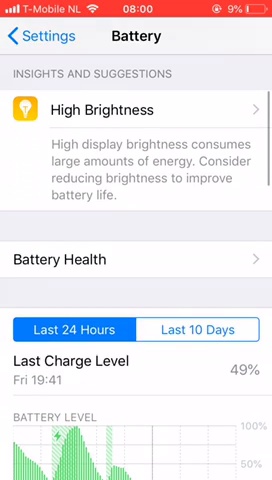 T-Mobile NL 08:00 9%
Settings Battery
INSIGHTS AND SUGGESTIONS
High Brightness
High display brightness consumes
large amounts of energy. Consider
reducing brightness to improve
battery life.
Battery Health
Last 24 Hours Last 10 Days
Last Charge Level
49%
Fri 19:41
BATTERY LEVEL
100%
50%